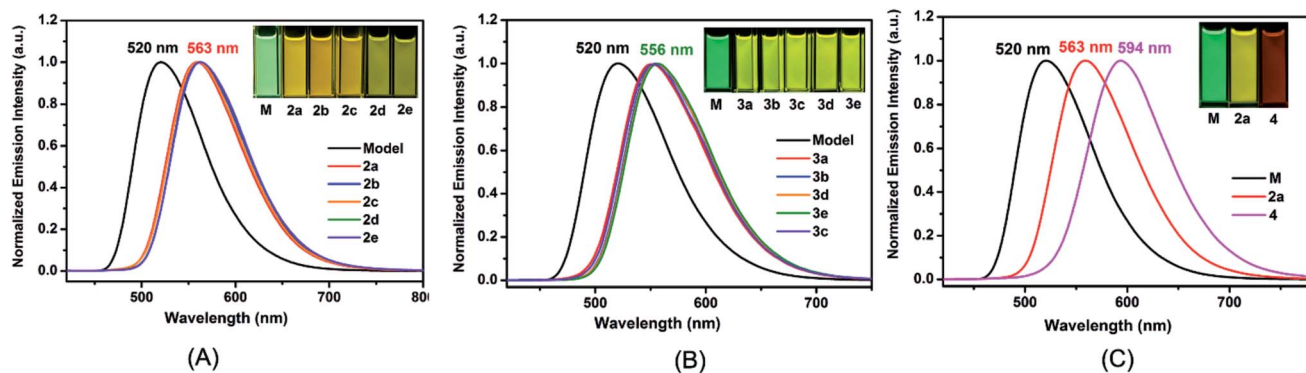 1.2
1.0
0.8
0.6
0.4
0.2
0.0
Normalized Emission Intensity (a.u.)
520 nm 563 nm
M 2a 2b 2c 2d 2e
Model
2a
2b
2c
2d
2e
500 600 700 800
Wavelength (nm)
(A)
1.2
1.0
0.8
0.6
0.4
0.2
0.0
Normalized Emission Intensity (a.u.)
520 nm 556 nm
M 3a 3b 3c 3d 3e
Model
3a
3b
3d
3e
3c
500 600 700
Wavelength (nm)
(B)
1.2
1.0
0.8
0.6
0.4
0.2
0.0
Normalized Emission Intensity (a.u.)
520 nm 563 nm 594 nm
M 2a 4
M
2a
4
500 600 700
Wavelength (nm)
(C)